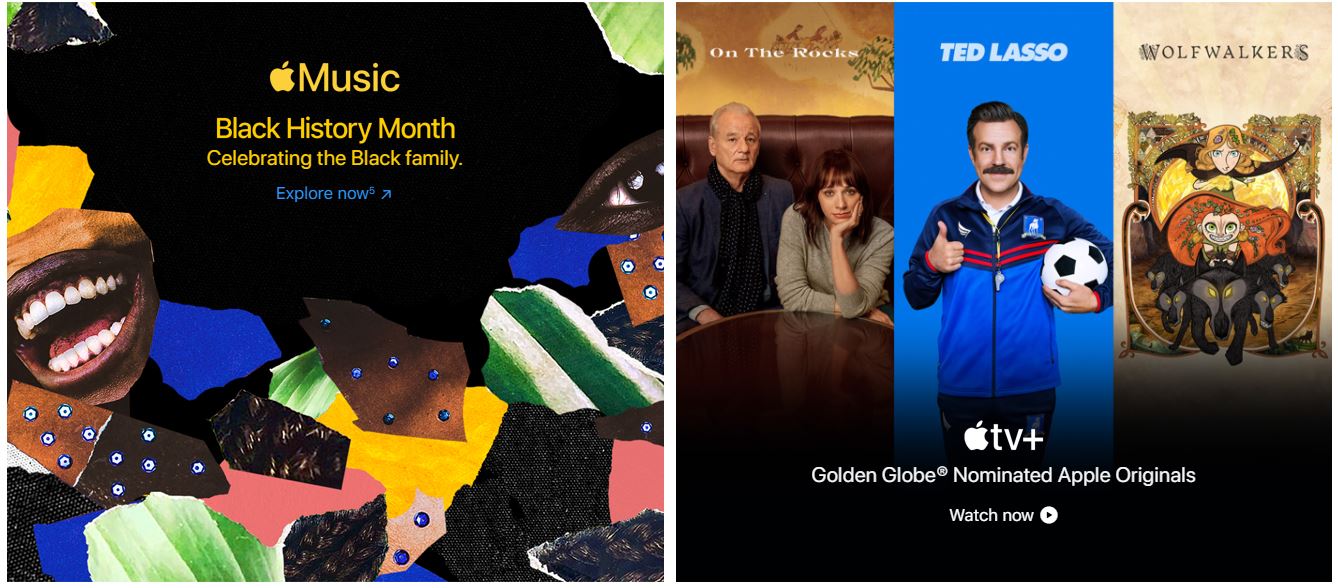 Music
Black History Month
Celebrating the Black family.
Explore now⁵ ↗
On The Rocks
TED LASSO
WOLFWALKERS
tv+
Golden Globe® Nominated Apple Originals
Watch now